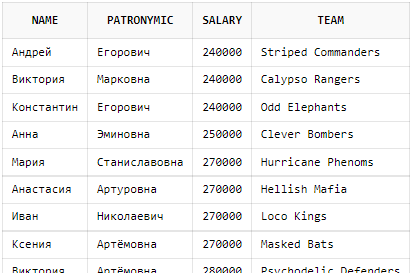 NAME PATRONYMIC SALARY TEAM
Андрей Егорович 240000 Striped Commanders
Виктория Марковна 240000 Calypso Rangers
Константин Егорович 240000 Odd Elephants
Анна Эминовна 250000 Clever Bombers
Мария Станиславовна 270000 Hurricane Phenoms
Анастасия Артуровна 270000 Hellish Mafia
Иван Николаевич 270000 Loco Kings
Ксения Артёмовна 270000 Masked Bats
Виктория Артёмовна 280000 Psychodelic Defenders